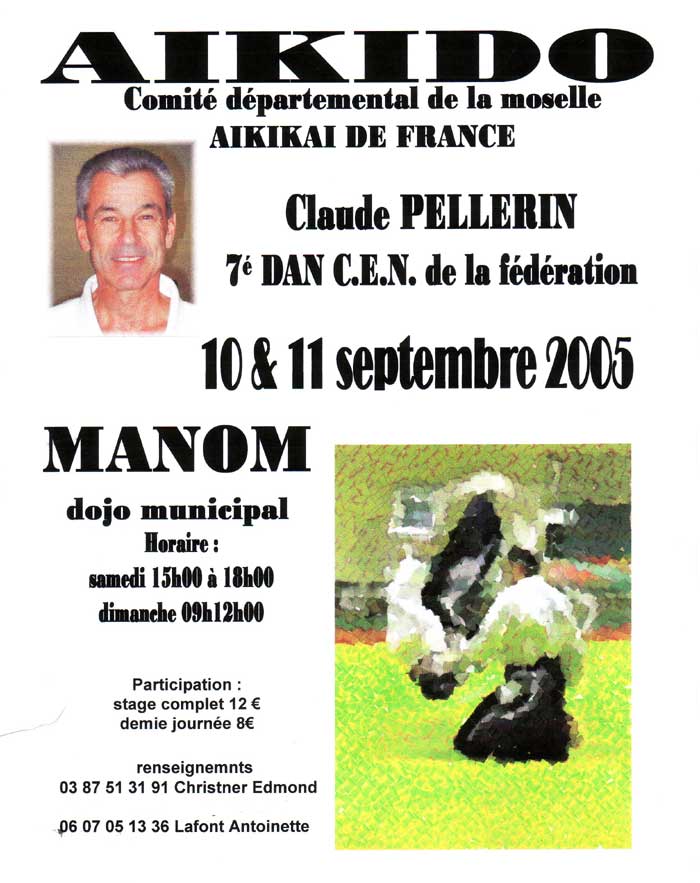 AIKIDO
Comité départemental de la moselle
AIKIKAI DE FRANCE
Claude PELLERIN
7é DAN C.E.N. de la fédération
10 & 11 septembre 2005
MANOM
dojo municipal
Horaire :
samedi 15h00 à 18h00
dimanche 09h12h00
Participation :
stage complet 12 €
demie journée 8€
renseignemnts
03 87 51 31 91 Christner Edmond
06 07 05 13 36 Lafont Antoinette